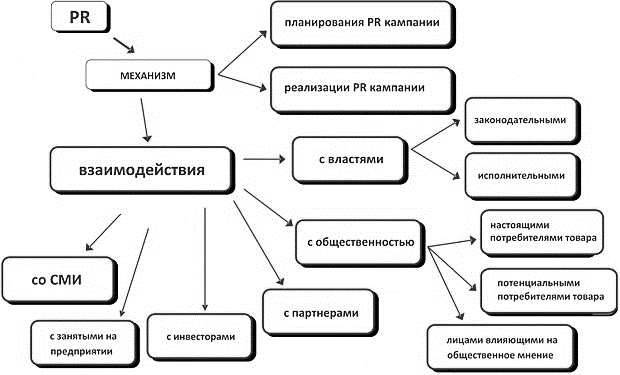 PR
планирования PR кампании
МЕХАНИЗМ
реализации PR кампании
законодательными
взаимодействия
с властями
исполнительными
с общественностью
настоящими
потребителями товара
со СМИ
потенциальными
потребителями товара
с партнерами
с занятыми на
предприятии
с инвесторами
лицами влияющими на
общественное мнение